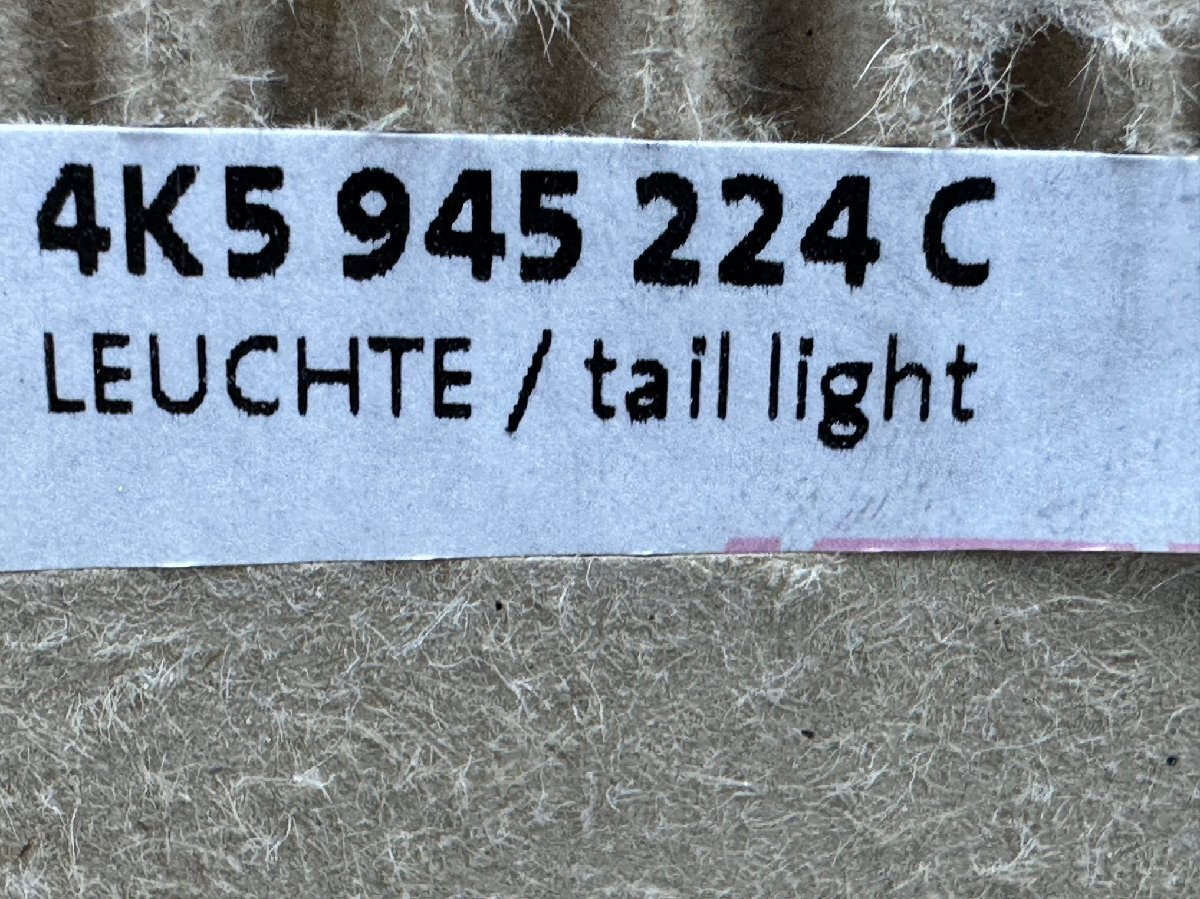 4K5 945 224 C
LEUCHTE / tail light